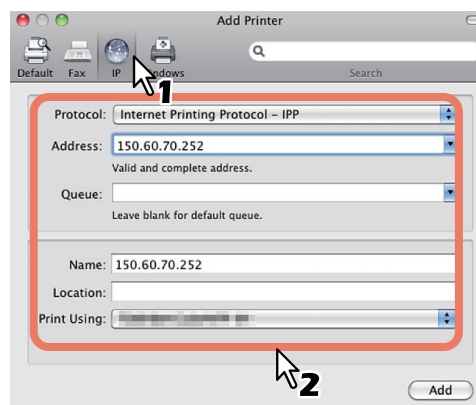 Add Printer
Default Fax IP
Search
1
Protocol: Internet Printing Protocol – IPP
Address: 150.60.70.252
Valid and complete address.
Queue:
Leave blank for default queue.
Name: 150.60.70.252
Location:
Print Using:
2
Add